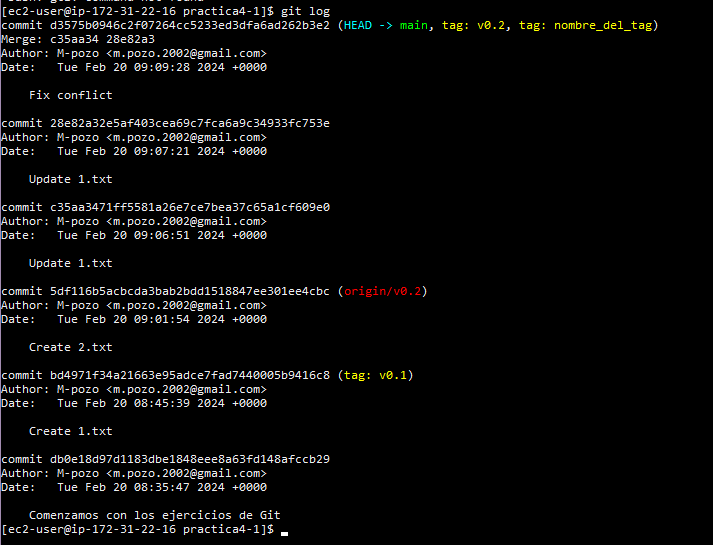 [ec2-user@ip-172-31-22-16 practica4-1]$ git log
commit d3575b0946c2f07264cc5233ed3dfa6ad262b3e2 (HEAD -> main, tag: v0.2, tag: nombre_del_tag)
Merge: c35aa34 28e82a3
Author: M-pozo <m.pozo.2002@gmail.com>
Date:   Tue Feb 20 09:09:28 2024 +0000
Fix conflict
commit 28e82a32e5af403cea69c7fca6a9c34933fc753e
Author: M-pozo <m.pozo.2002@gmail.com>
Date:   Tue Feb 20 09:07:21 2024 +0000
Update 1.txt
commit c35aa3471ff5581a26e7ce7bea37c65a1cf609e0
Author: M-pozo <m.pozo.2002@gmail.com>
Date:   Tue Feb 20 09:06:51 2024 +0000
Update 1.txt
commit 5df116b5acbcda3bab2bdd1518847ee301ee4cbc (origin/v0.2)
Author: M-pozo <m.pozo.2002@gmail.com>
Date:   Tue Feb 20 09:01:54 2024 +0000
Create 2.txt
commit bd4971f34a21663e95adce7fad7440005b9416c8 (tag: v0.1)
Author: M-pozo <m.pozo.2002@gmail.com>
Date:   Tue Feb 20 08:45:39 2024 +0000
Create 1.txt
commit db0e18d97d1183dbe1848eee8a63fd148afccb29
Author: M-pozo <m.pozo.2002@gmail.com>
Date:   Tue Feb 20 08:35:47 2024 +0000
Comenzamos con los ejercicios de Git
[ec2-user@ip-172-31-22-16 practica4-1]$